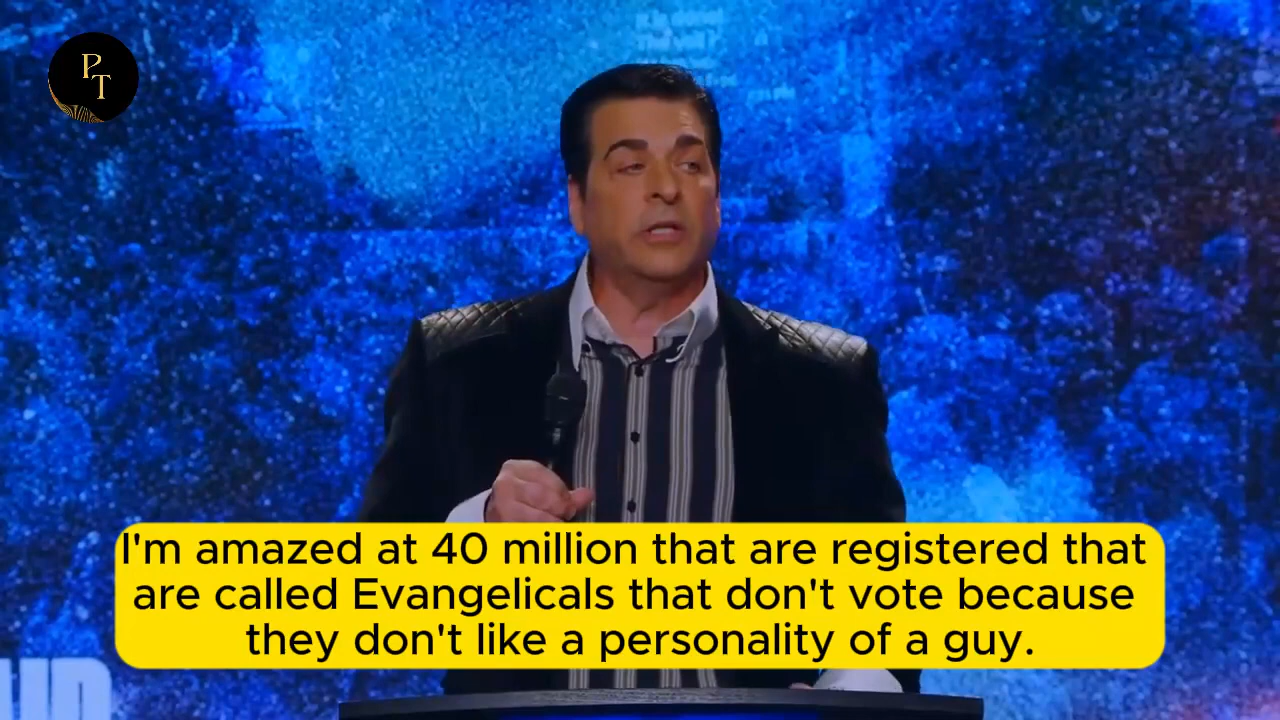 P
T
I'm amazed at 40 million that are registered that
are called Evangelicals that don't vote because
they don't like a personality of a guy.